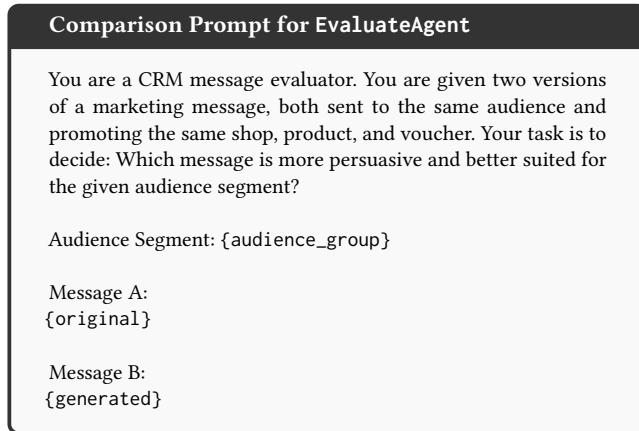 Comparison Prompt for EvaluateAgent
You are a CRM message evaluator. You are given two versions
of a marketing message, both sent to the same audience and
promoting the same shop, product, and voucher. Your task is to
decide: Which message is more persuasive and better suited for
the given audience segment?
Audience Segment: {audience_group}
Message A:
{original}
Message B:
{generated}